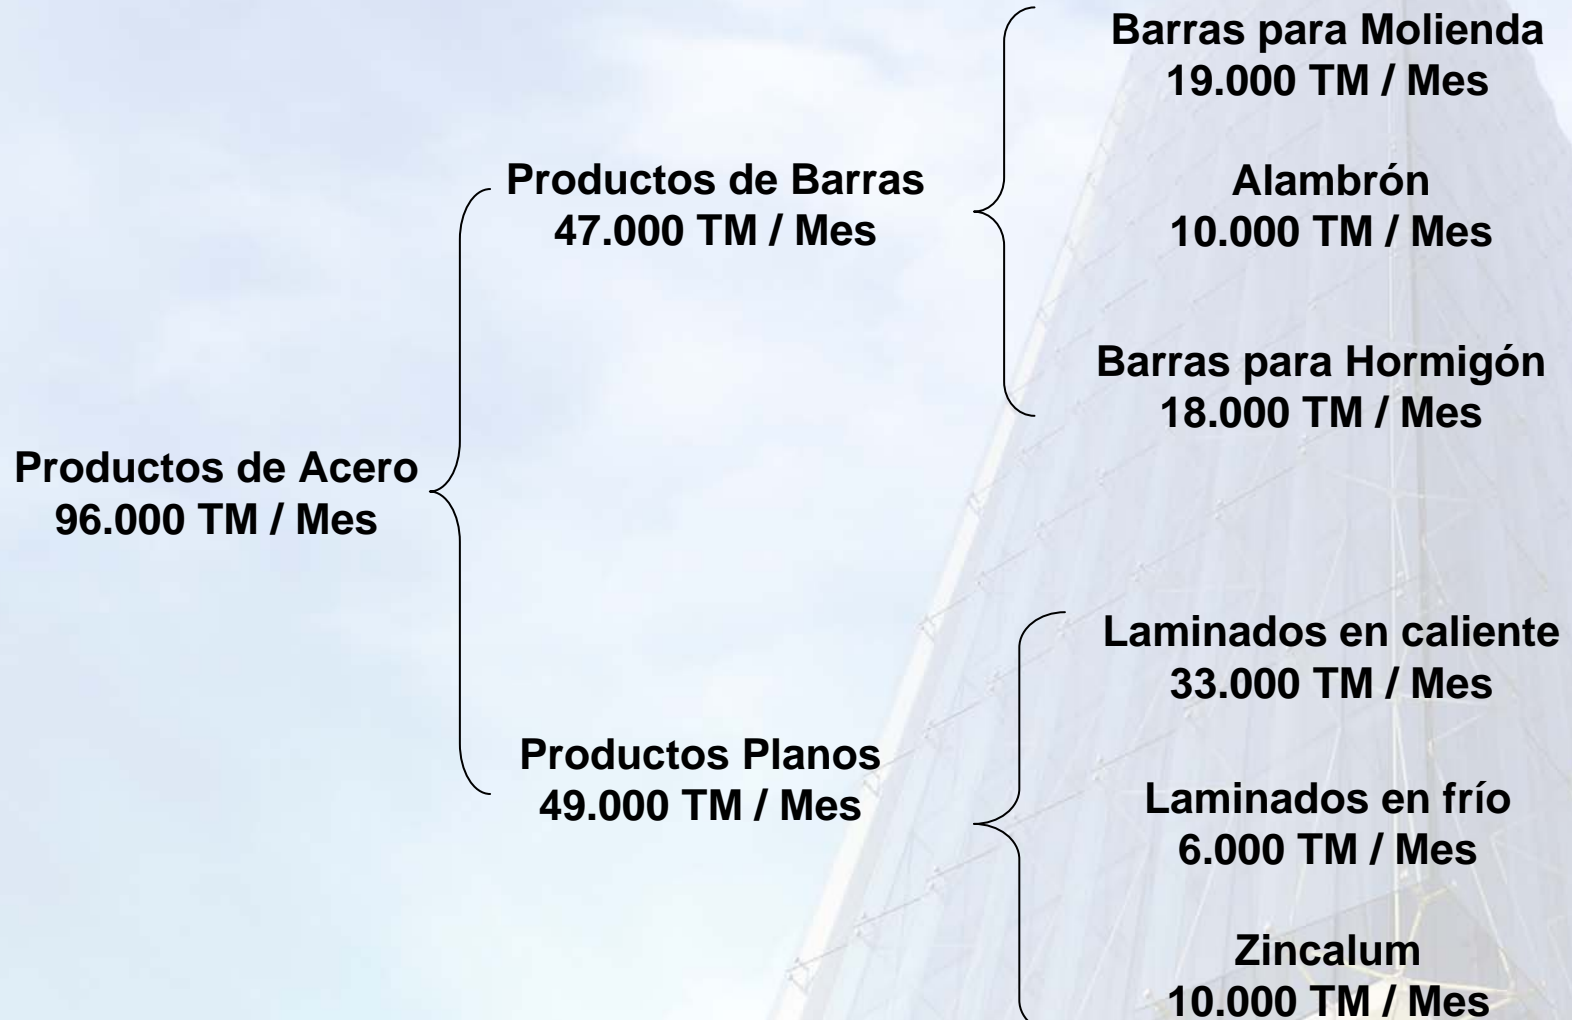 Productos de Acero
96.000 TM / Mes
Productos de Barras
47.000 TM / Mes
Barras para Molienda
19.000 TM / Mes
Alambrón
10.000 TM / Mes
Barras para Hormigón
18.000 TM / Mes
Productos Planos
49.000 TM / Mes
Laminados en caliente
33.000 TM / Mes
Laminados en frío
6.000 TM / Mes
Zincalum
10.000 TM / Mes